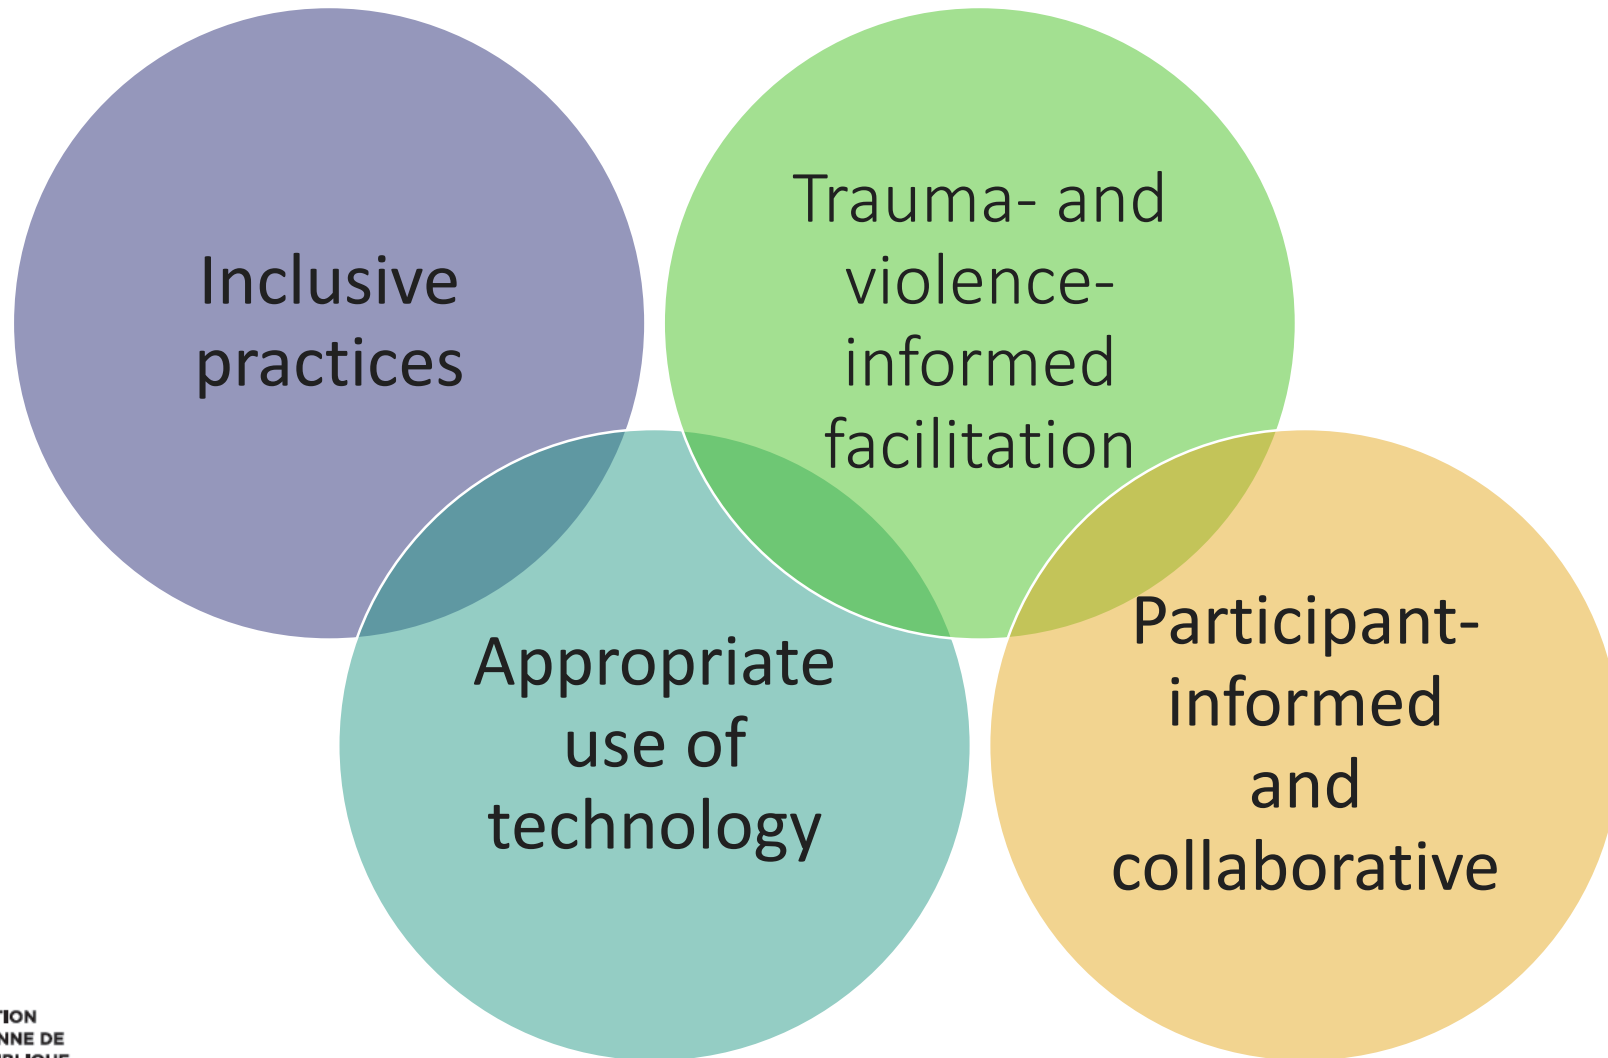 Inclusive
practices
Trauma- and
violence-
informed
facilitation
Appropriate
use of
technology
Participant-
informed
and
collaborative
TION
NNE DE